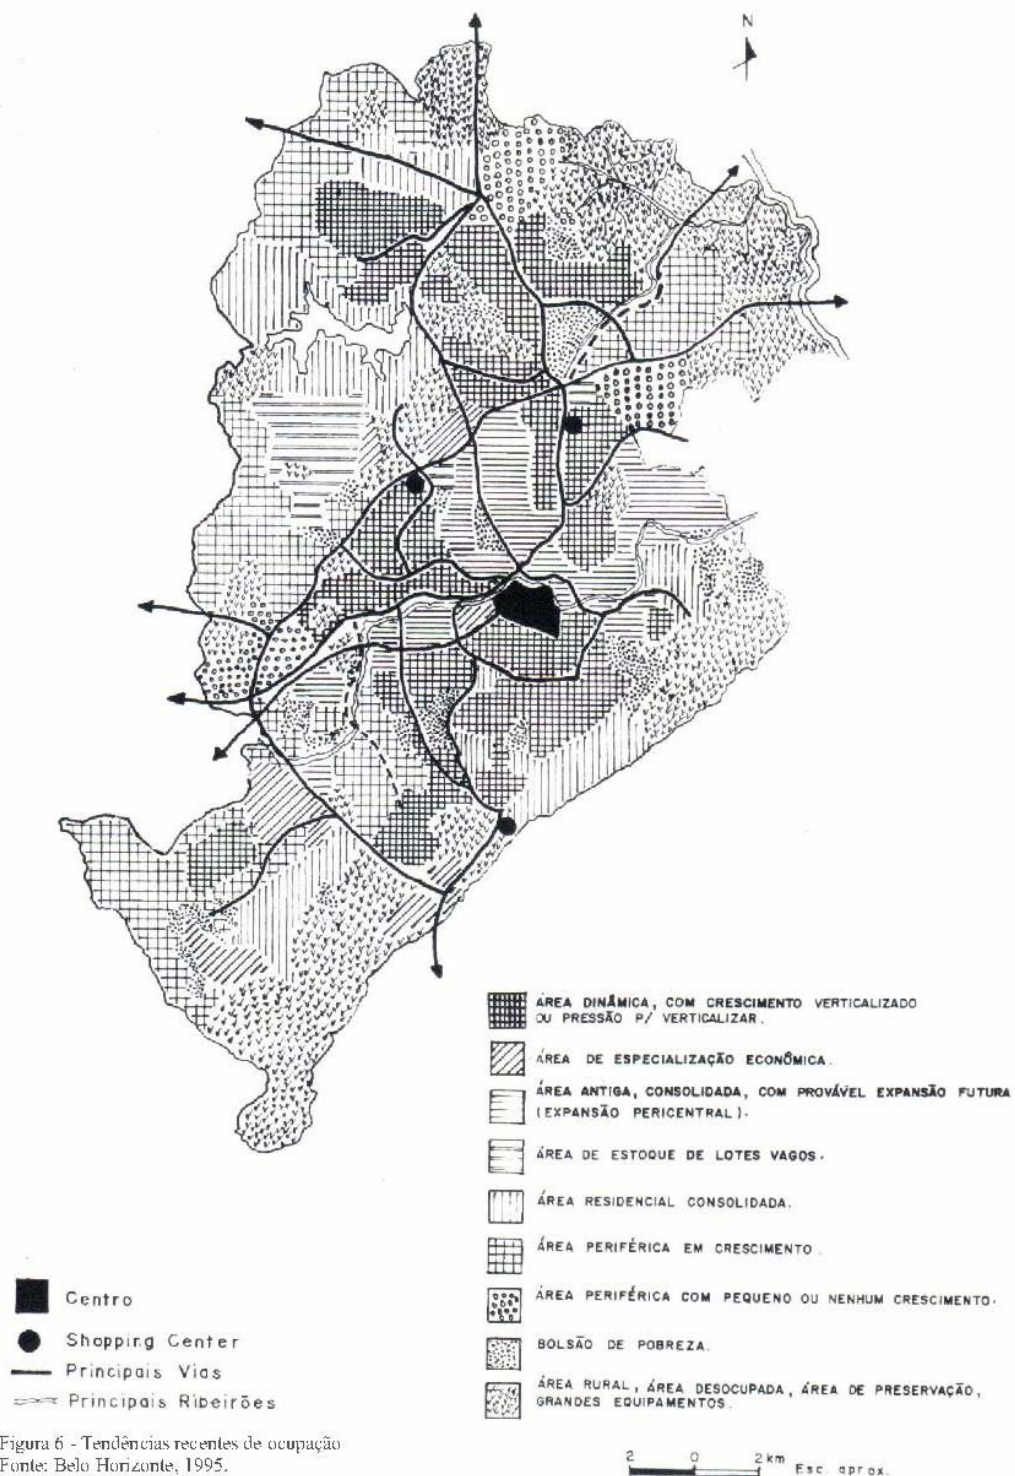 N
ÁREA DINÂMICA, COM CRESCIMENTO VERTICALIZADO
OU PRESSÃO P/ VERTICALIZAR.
ÁREA DE ESPECIALIZAÇÃO ECONÔMICA.
ÁREA ANTIGA, CONSOLIDADA, COM PROVÁVEL EXPANSÃO FUTURA
(EXPANSÃO PERICENTRAL).
ÁREA DE ESTOQUE DE LOTES VAGOS.
ÁREA RESIDENCIAL CONSOLIDADA.
ÁREA PERIFÉRICA EM CRESCIMENTO.
ÁREA PERIFÉRICA COM PEQUENO OU NENHUM CRESCIMENTO.
BOLSÃO DE POBREZA.
ÁREA RURAL, ÁREA DESOCUPADA, ÁREA DE PRESERVAÇÃO,
GRANDES EQUIPAMENTOS.
Centro
Shopping Center
Principais Vias
Principais Ribeirões
Figura 6 - Tendências recentes de ocupação
Fonte: Belo Horizonte, 1995.
2 0 2 km Esc. aprox.